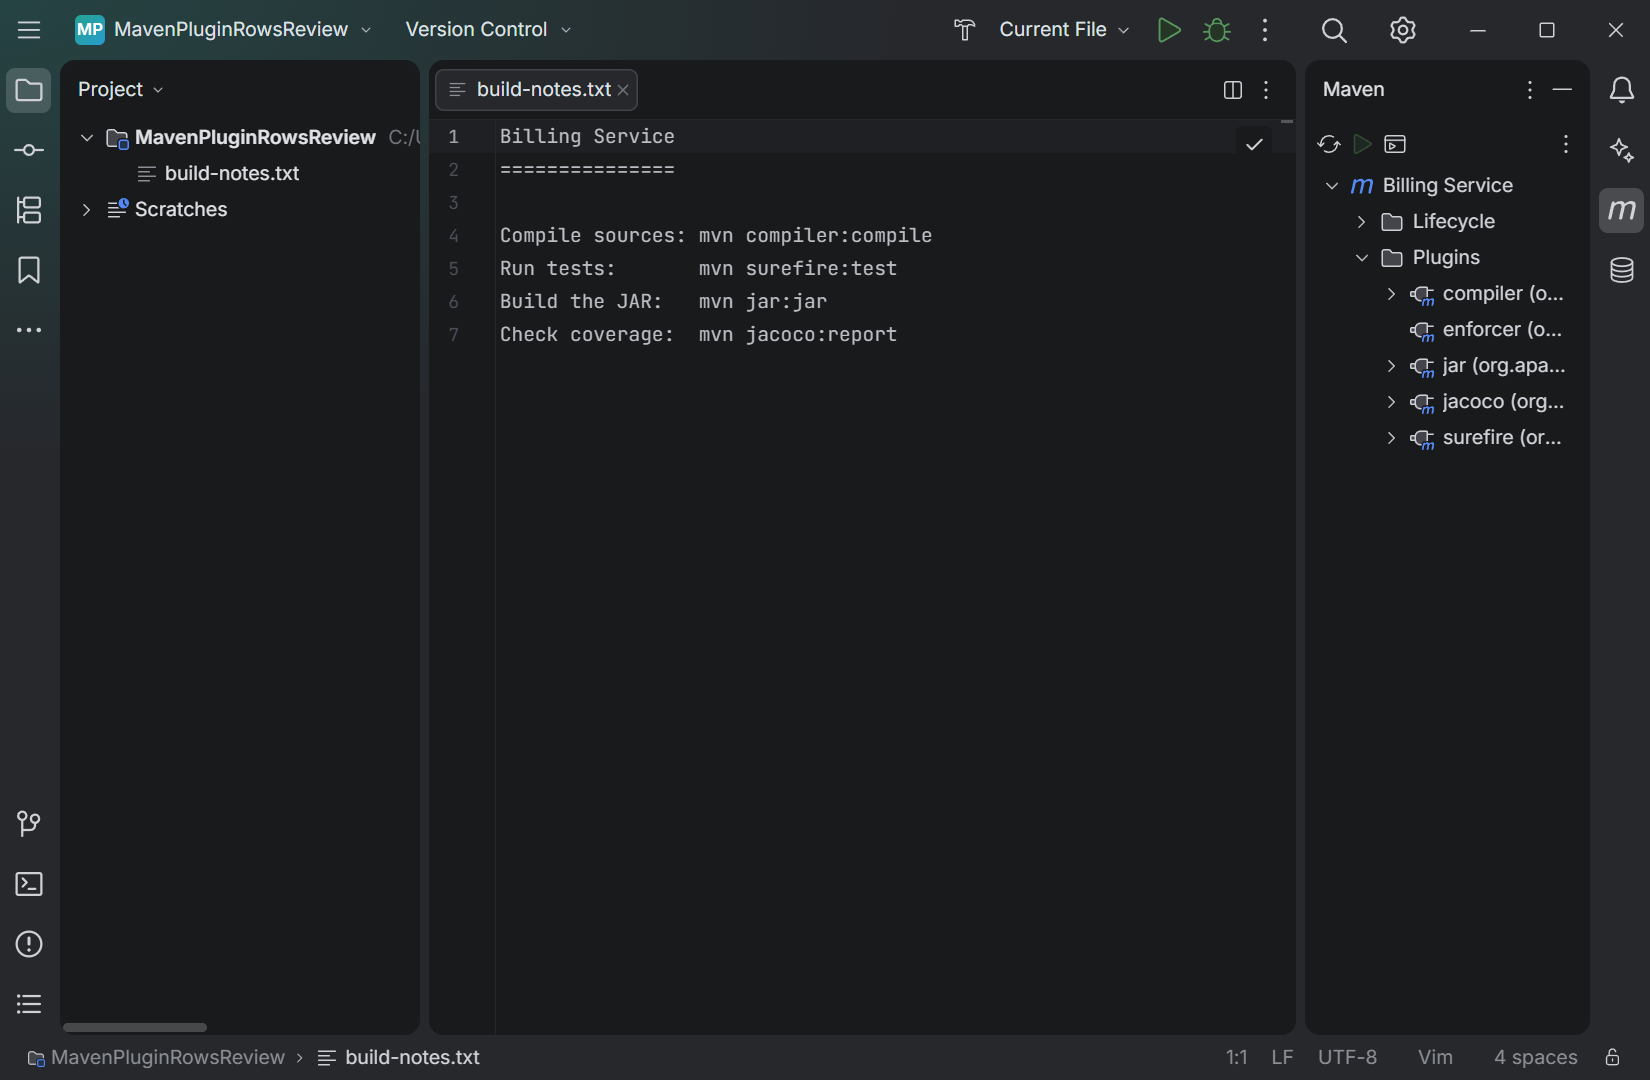 MP MavenPluginRowsReview Version Control Current File
Project
MavenPluginRowsReview C:/
build-notes.txt
Scratches
build-notes.txt
1 Billing Service
2 ===============
3
4 Compile sources: mvn compiler:compile
5 Run tests:       mvn surefire:test
6 Build the JAR:   mvn jar:jar
7 Check coverage:  mvn jacoco:report
Maven
m Billing Service
Lifecycle
Plugins
compiler (o...
enforcer (o...
jar (org.apa...
jacoco (org...
surefire (or...
m
MavenPluginRowsReview › build-notes.txt 1:1 LF UTF-8 Vim 4 spaces